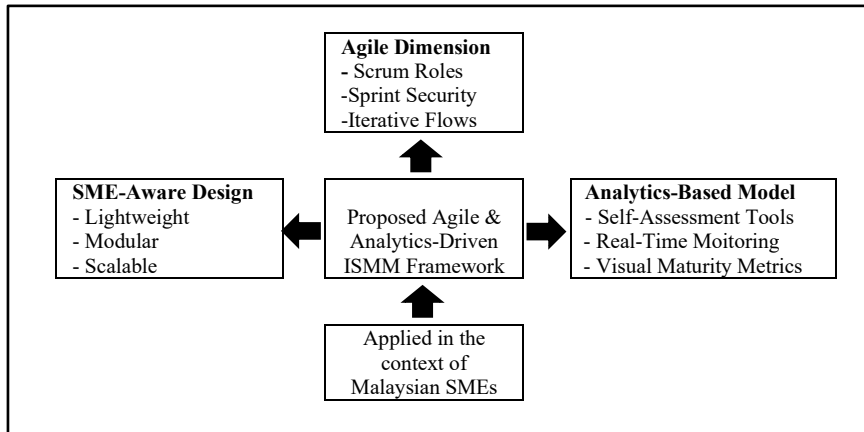 Agile Dimension
- Scrum Roles
-Sprint Security
-Iterative Flows
SME-Aware Design
- Lightweight
- Modular
- Scalable
Proposed Agile &
Analytics-Driven
ISMM Framework
Analytics-Based Model
- Self-Assessment Tools
- Real-Time Moitoring
- Visual Maturity Metrics
Applied in the
context of
Malaysian SMEs